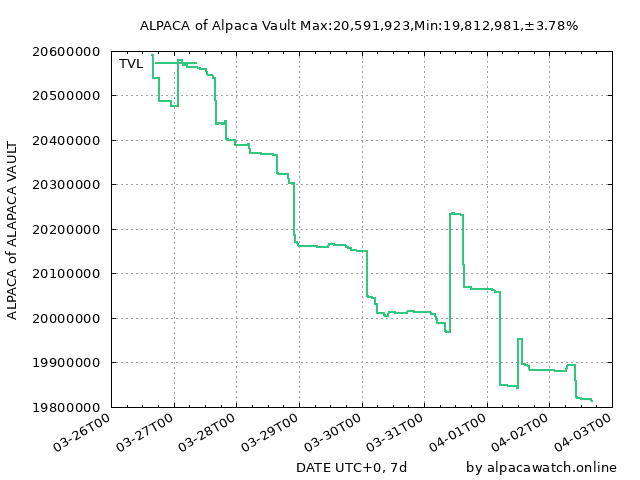 ALPACA of Alpaca Vault Max:20,591,923,Min:19,812,981,±3.78%
TVL
20600000
20500000
20400000
20300000
20200000
20100000
20000000
19900000
19800000
ALPACA of ALAPACA VAULT
03-26T00
03-27T00
03-28T00
03-29T00
03-30T00
03-31T00
04-01T00
04-02T00
04-03T00
DATE UTC+0, 7d
by alpacawatch.online